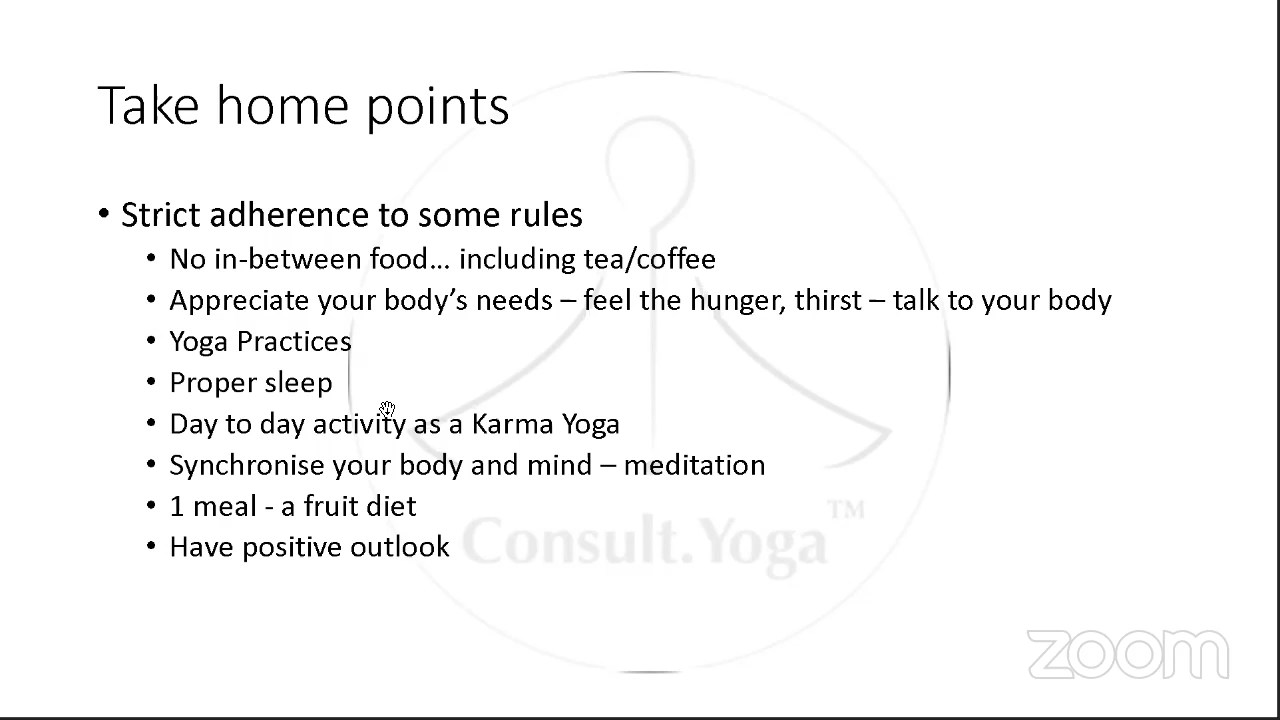 Take home points
• Strict adherence to some rules
• No in-between food... including tea/coffee
• Appreciate your body's needs – feel the hunger, thirst – talk to your body
• Yoga Practices
• Proper sleep
• Day to day activity as a Karma Yoga
• Synchronise your body and mind – meditation
• 1 meal - a fruit diet
• Have positive outlook
Consult.Yoga™
zoom